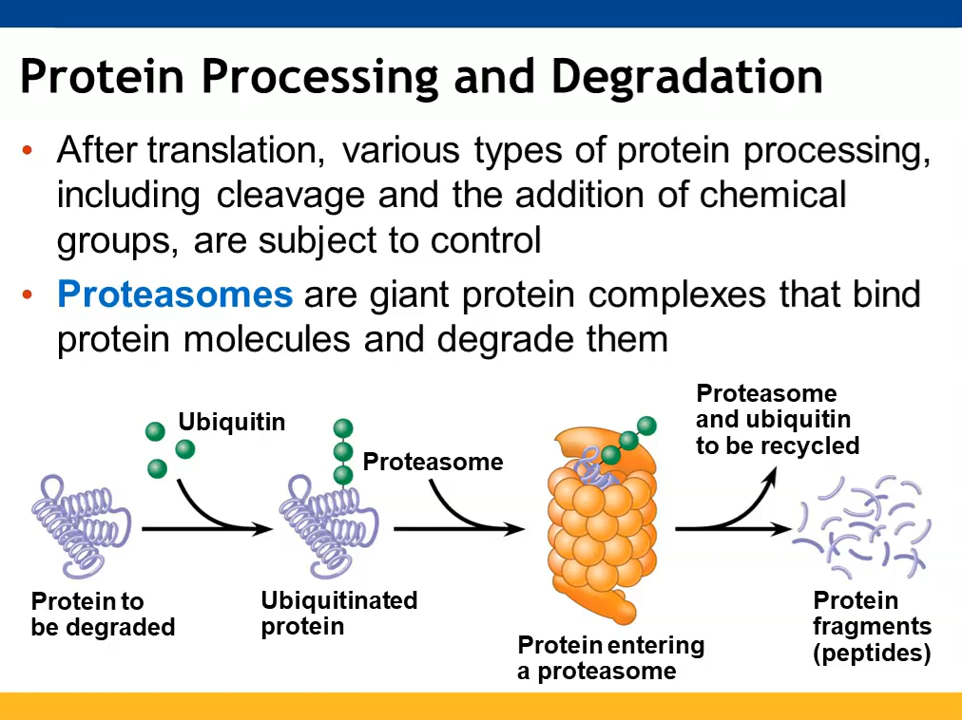 Protein Processing and Degradation
• After translation, various types of protein processing,
including cleavage and the addition of chemical
groups, are subject to control
• Proteasomes are giant protein complexes that bind
protein molecules and degrade them
Ubiquitin
Proteasome
Proteasome
and ubiquitin
to be recycled
Protein to
be degraded
Ubiquitinated
protein
Protein entering
a proteasome
Protein
fragments
(peptides)